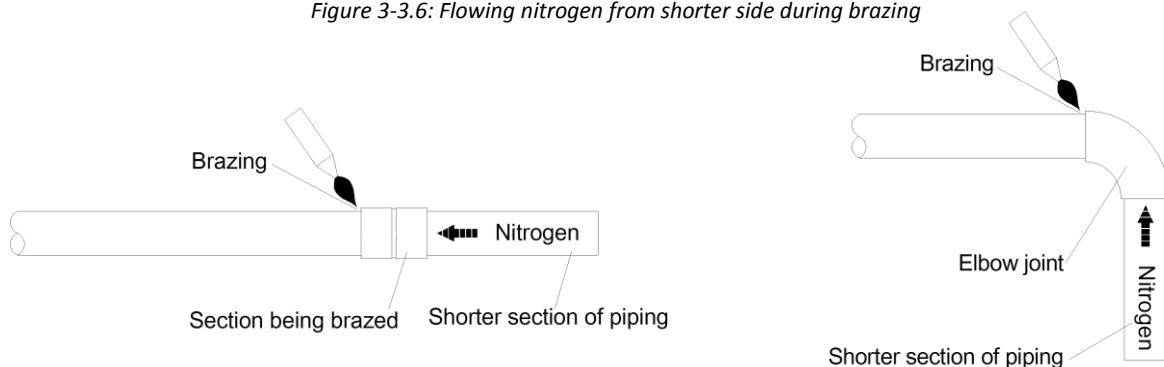 Figure 3-3.6: Flowing nitrogen from shorter side during brazing
Brazing
Nitrogen
Section being brazed
Shorter section of piping
Brazing
Elbow joint
Nitrogen
Shorter section of piping